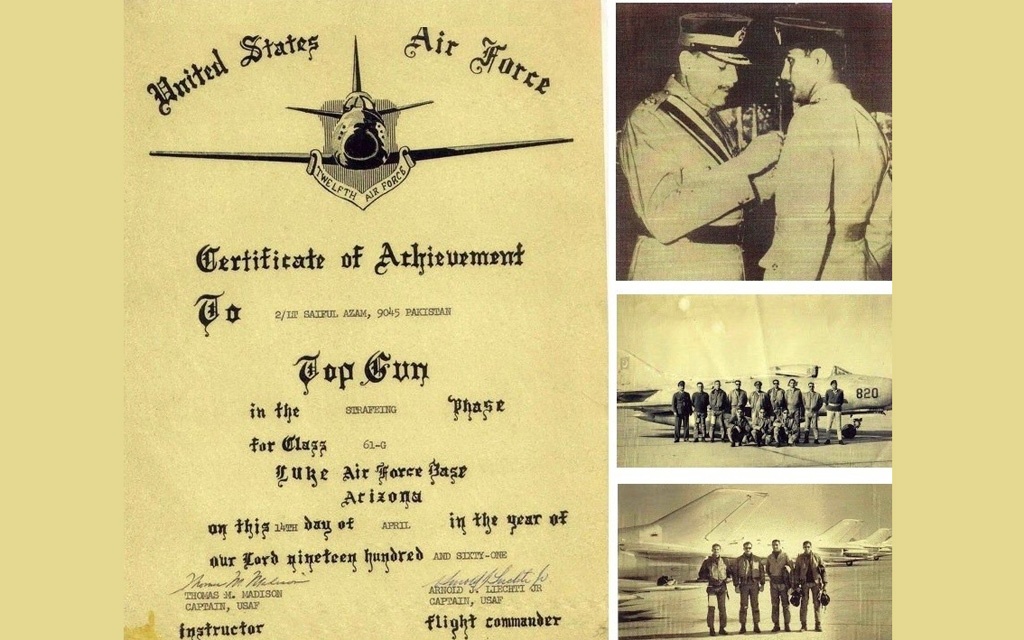 United States Air Force
TWELFTH AIR FORCE
Certificate of Achievement
To 2/LT SAIFUL AZAM, 9045 PAKISTAN
Top Gun
in the STRAFEING Phase
for Class 61-G
Luke Air Force Base
Arizona
on this 14TH day of APRIL in the year of
our Lord nineteen hundred AND SIXTY-ONE
Thomas M. Madison
THOMAS M. MADISON
CAPTAIN, USAF
instructor
Arnold J Liechti Jr
ARNOLD J. LIECHTI JR
CAPTAIN, USAF
flight commander
820